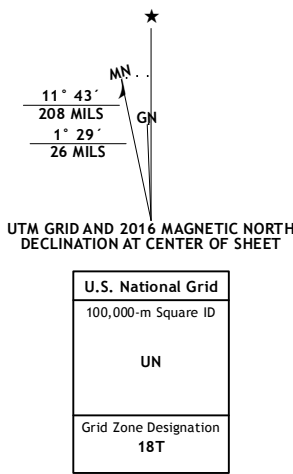 ★
MN
GN
11° 43´
208 MILS
1° 29´
26 MILS
UTM GRID AND 2016 MAGNETIC NORTH
DECLINATION AT CENTER OF SHEET
U.S. National Grid
100,000-m Square ID
UN
Grid Zone Designation
18T